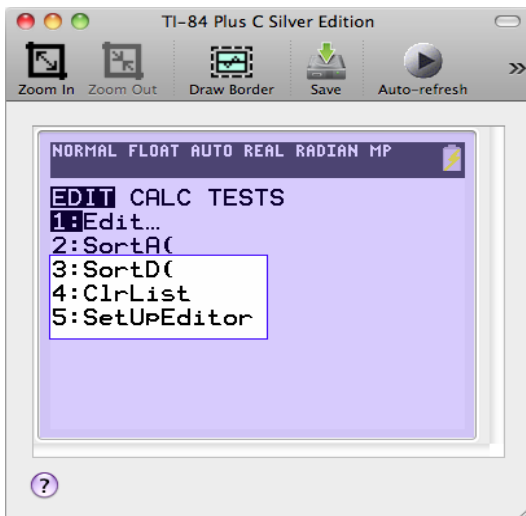 TI-84 Plus C Silver Edition
Zoom In Zoom Out Draw Border Save Auto-refresh »
NORMAL FLOAT AUTO REAL RADIAN MP
EDIT CALC TESTS
1:Edit…
2:SortA(
3:SortD(
4:ClrList
5:SetUpEditor
?